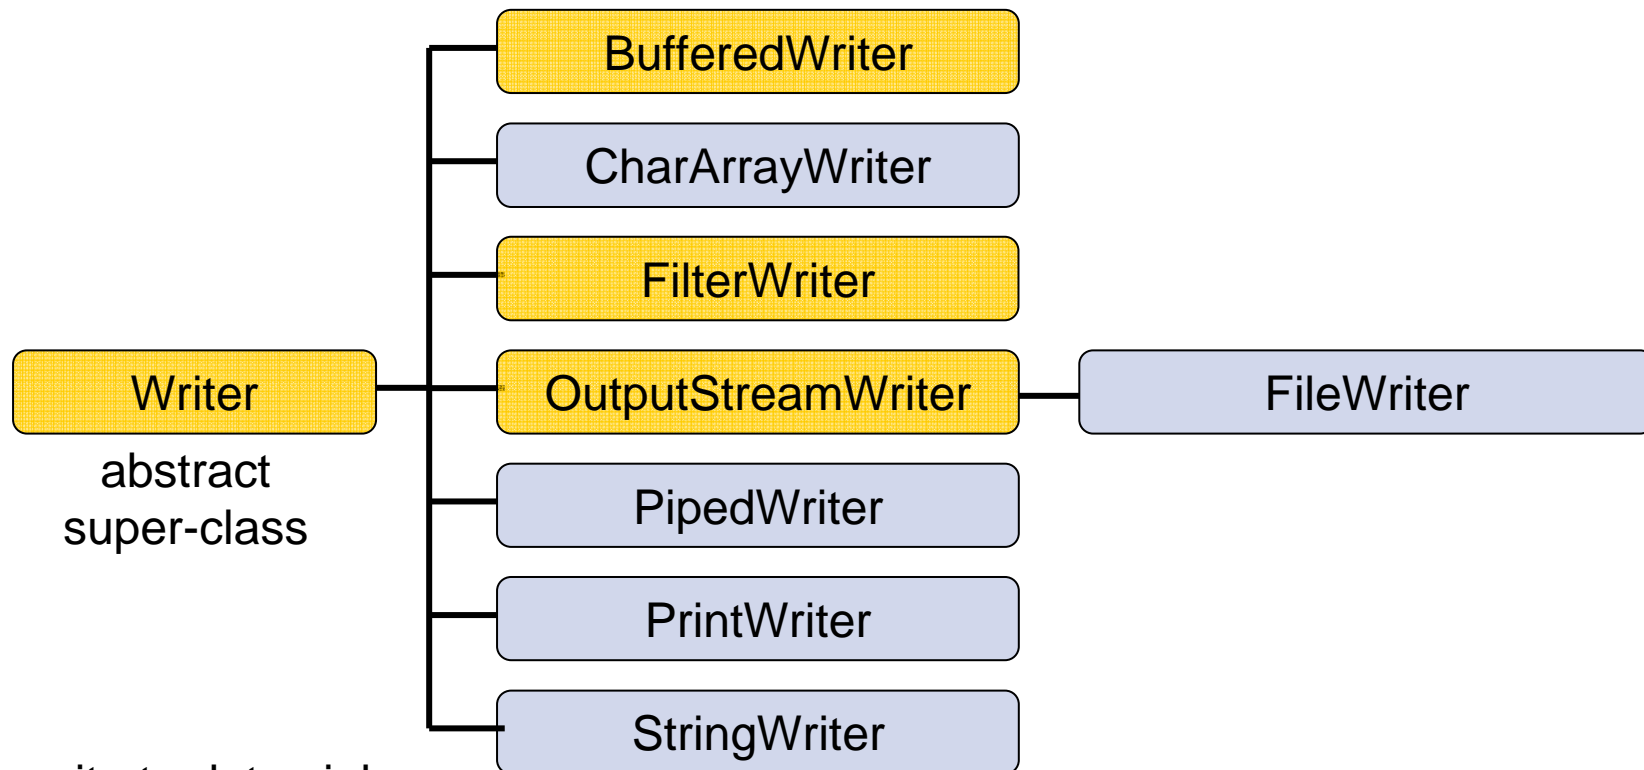 BufferedWriter
CharArrayWriter
FilterWriter
Writer
OutputStreamWriter
FileWriter
abstract
super-class
PipedWriter
PrintWriter
StringWriter